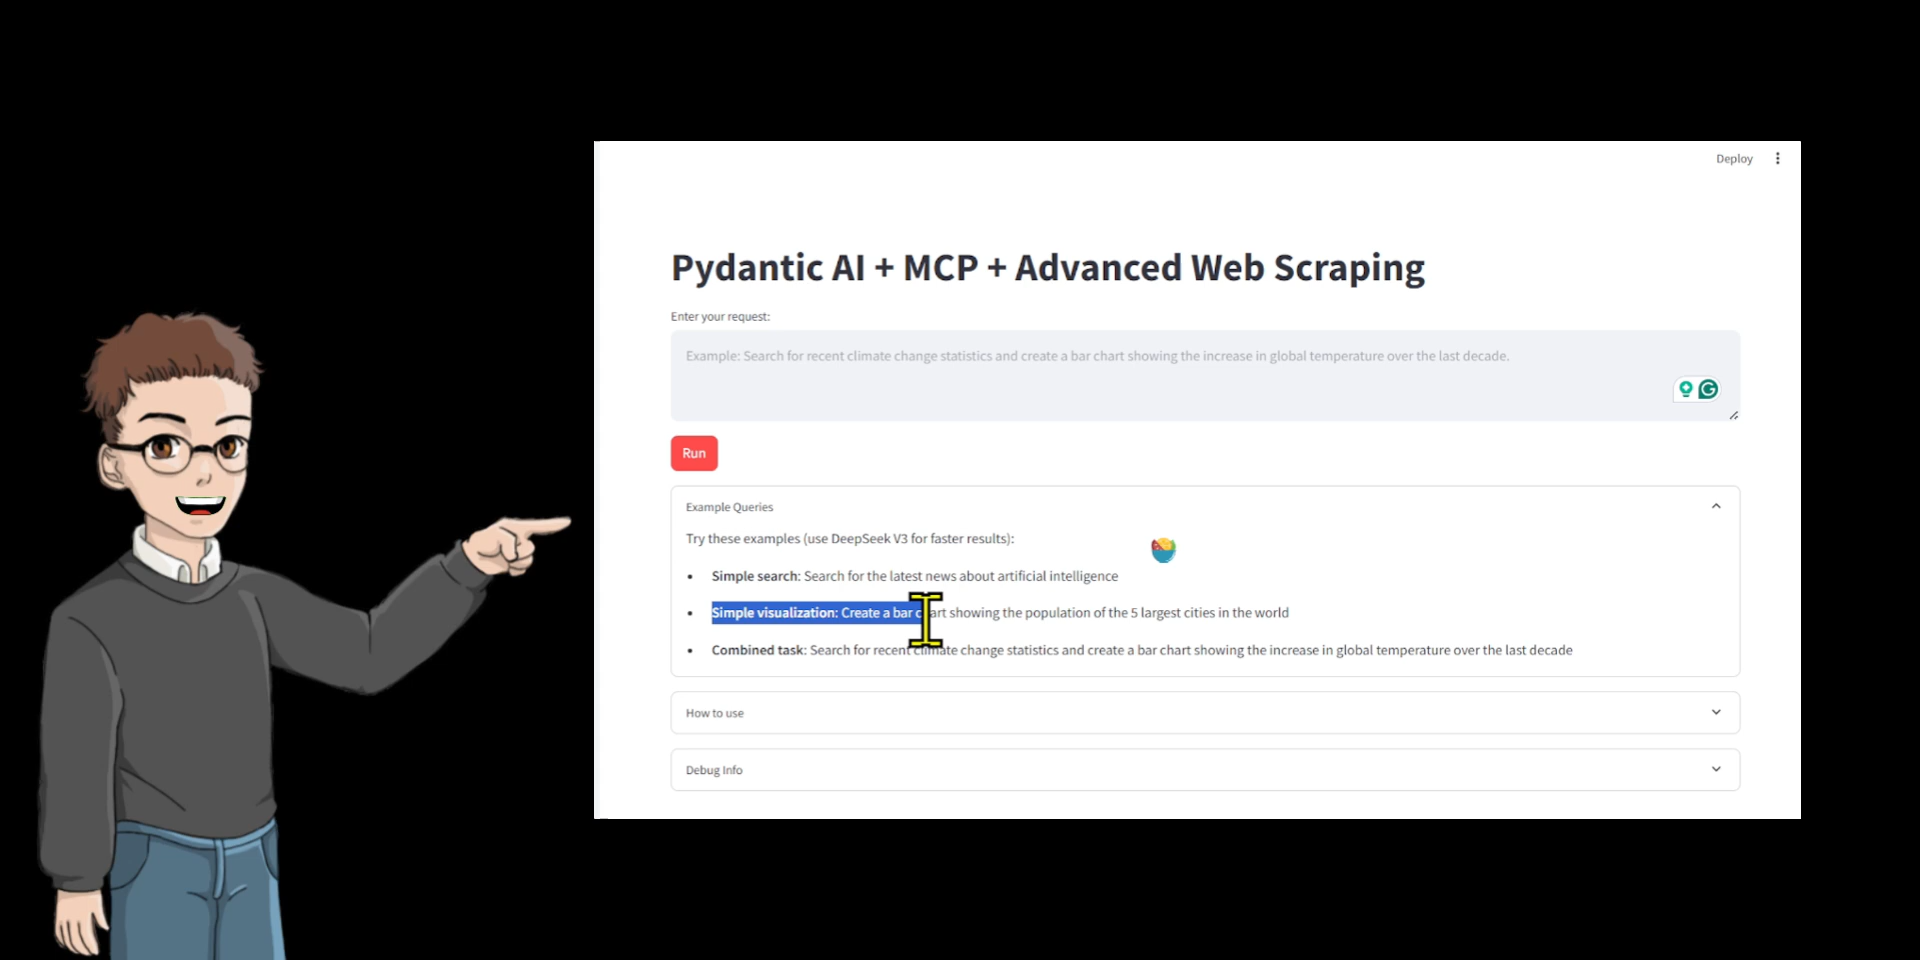 Deploy
Pydantic AI + MCP + Advanced Web Scraping
Enter your request:
Example: Search for recent climate change statistics and create a bar chart showing the increase in global temperature over the last decade.
Run
Example Queries
Try these examples (use DeepSeek V3 for faster results):
• Simple search: Search for the latest news about artificial intelligence
• Simple visualization: Create a bar chart showing the population of the 5 largest cities in the world
• Combined task: Search for recent climate change statistics and create a bar chart showing the increase in global temperature over the last decade
How to use
Debug Info